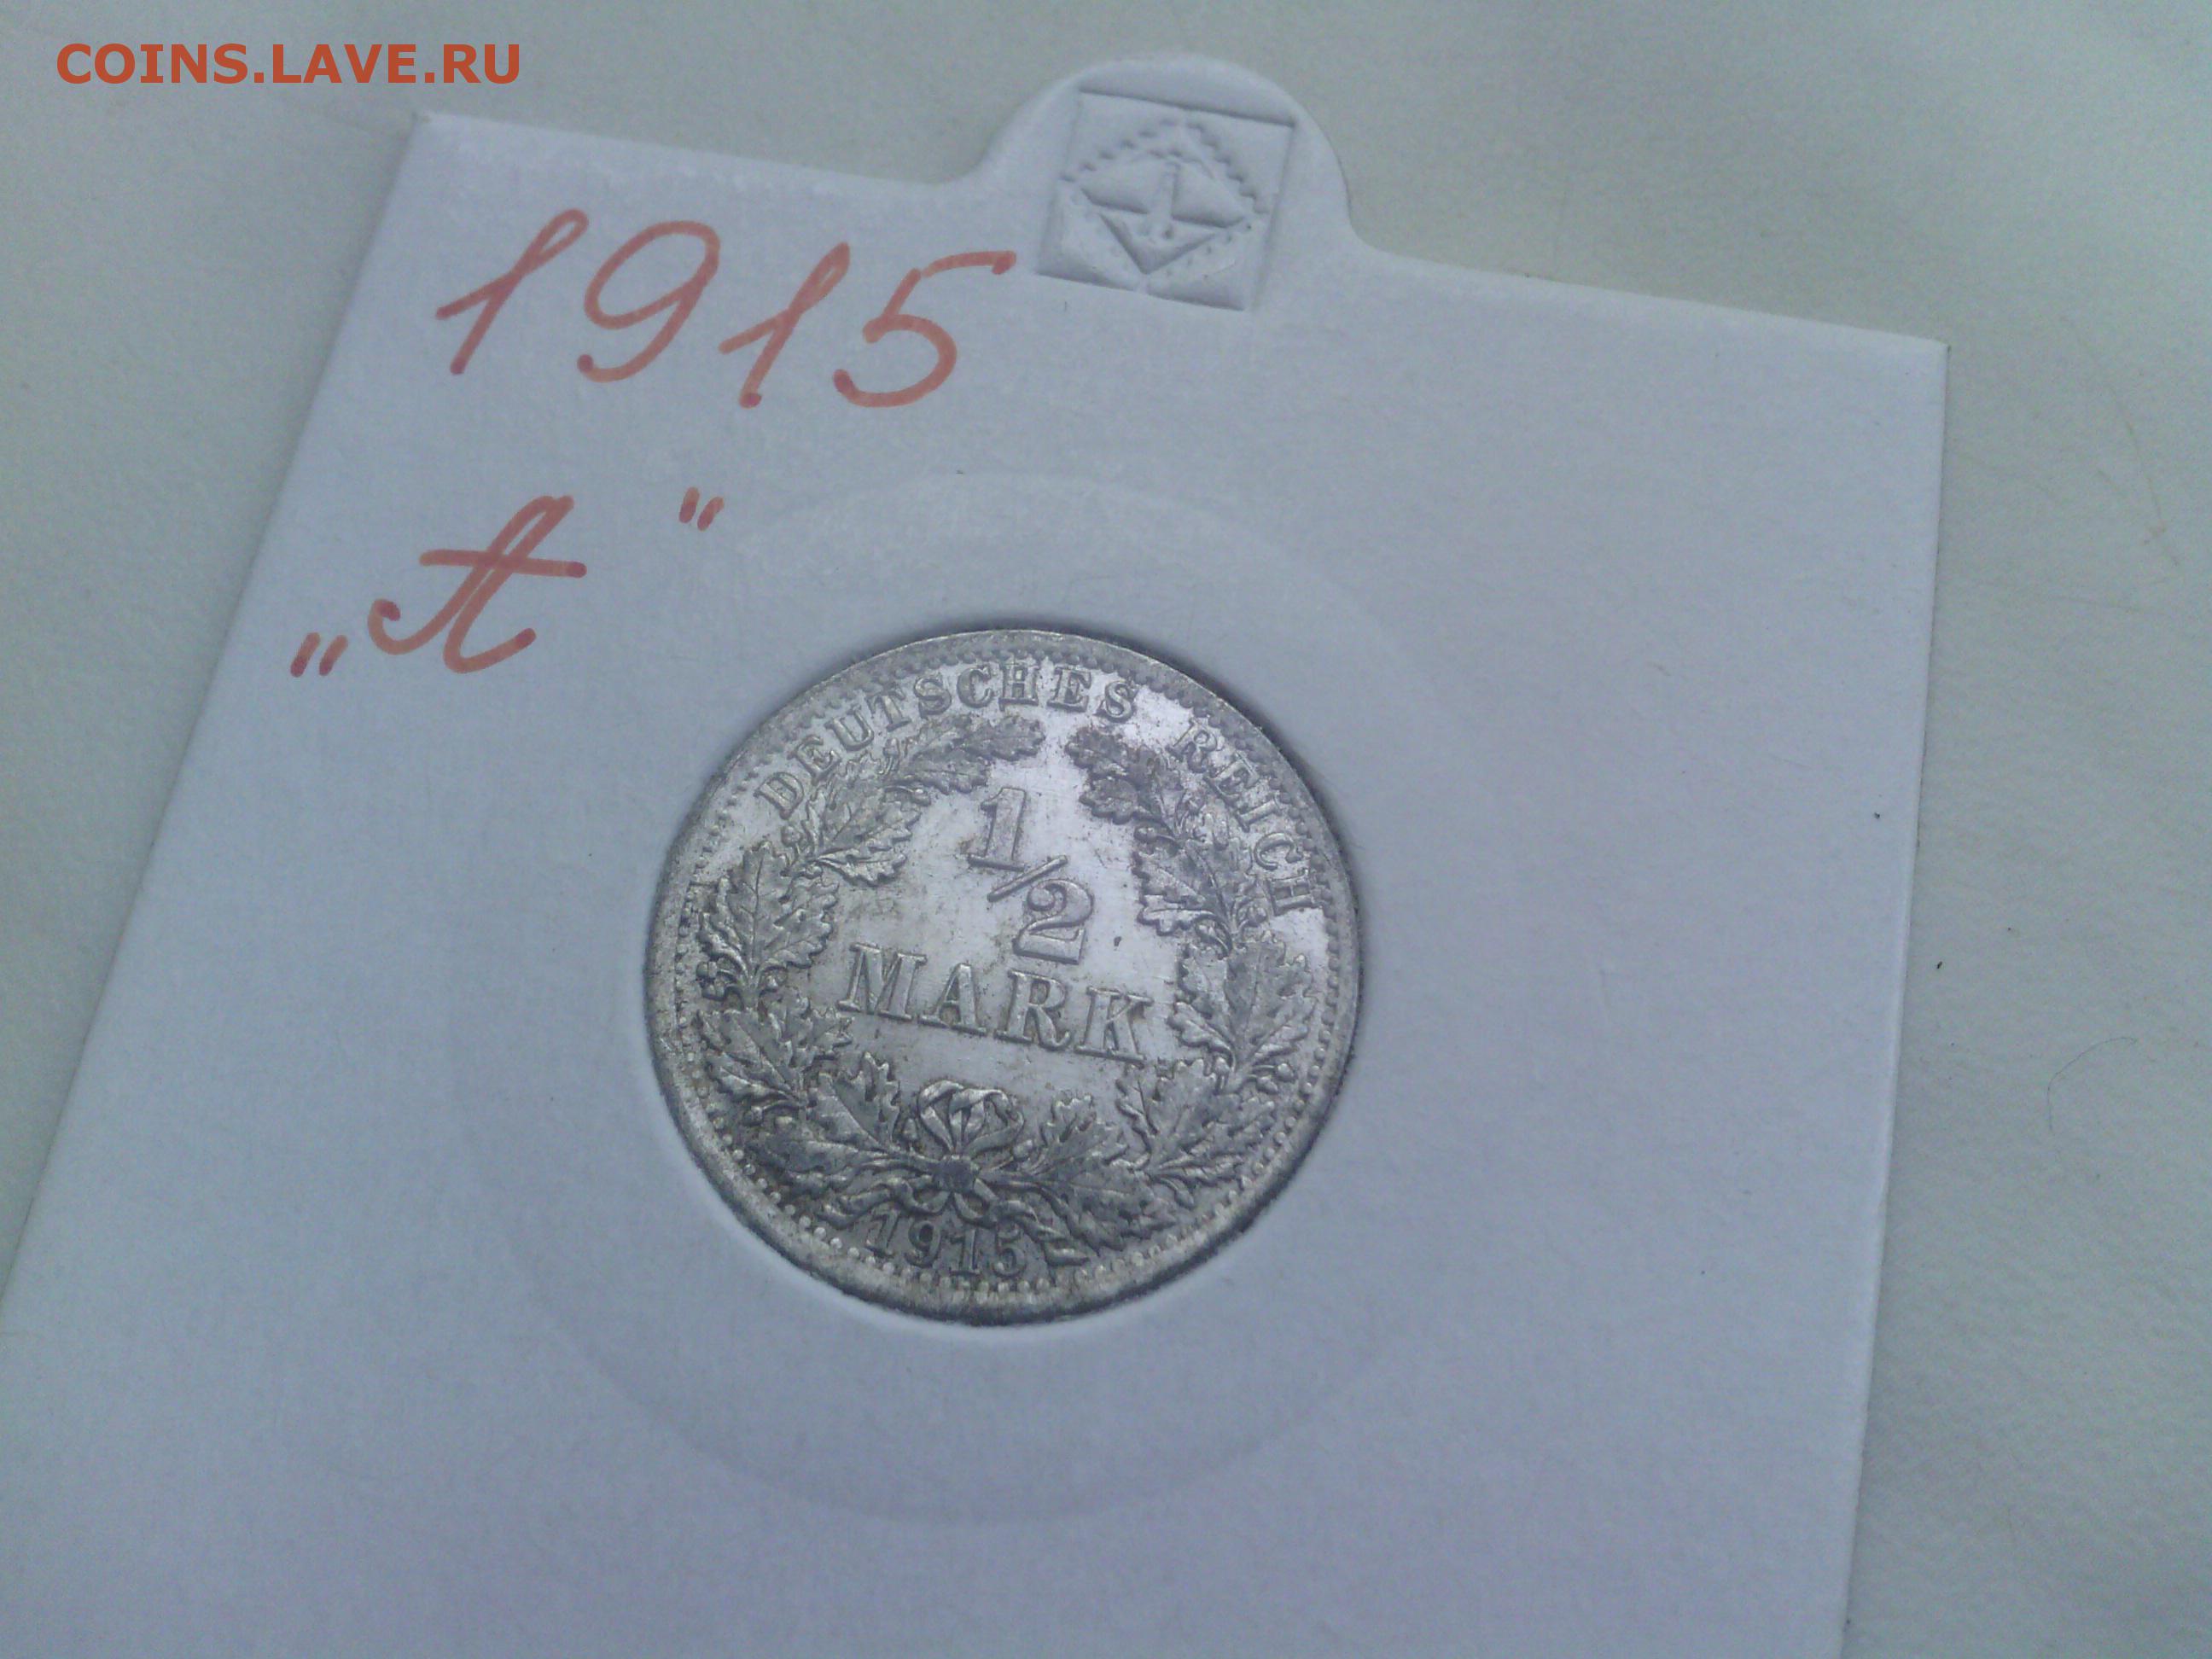 COINS.LAVE.RU
1915
„A"
DEUTSCHES REICH
1/2
MARK
1915